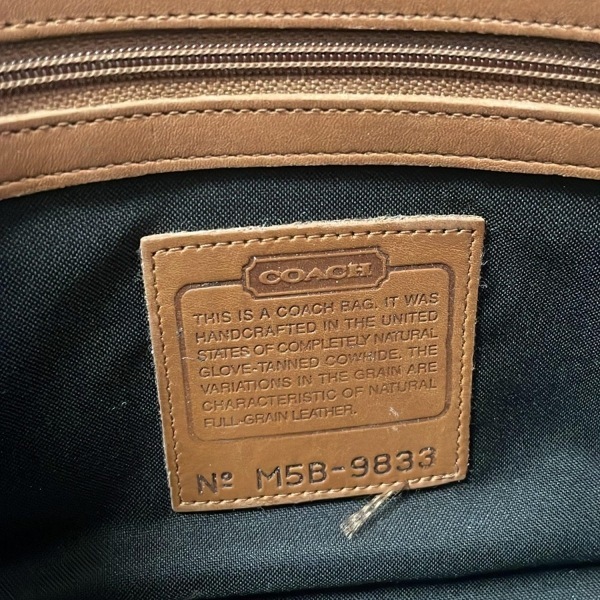 COACH
THIS IS A COACH BAG. IT WAS
HANDCRAFTED IN THE UNITED
STATES OF COMPLETELY NATURAL
GLOVE-TANNED COWHIDE. THE
VARIATIONS IN THE GRAIN ARE
CHARACTERISTIC OF NATURAL
FULL-GRAIN LEATHER.
Nº M5B-9833